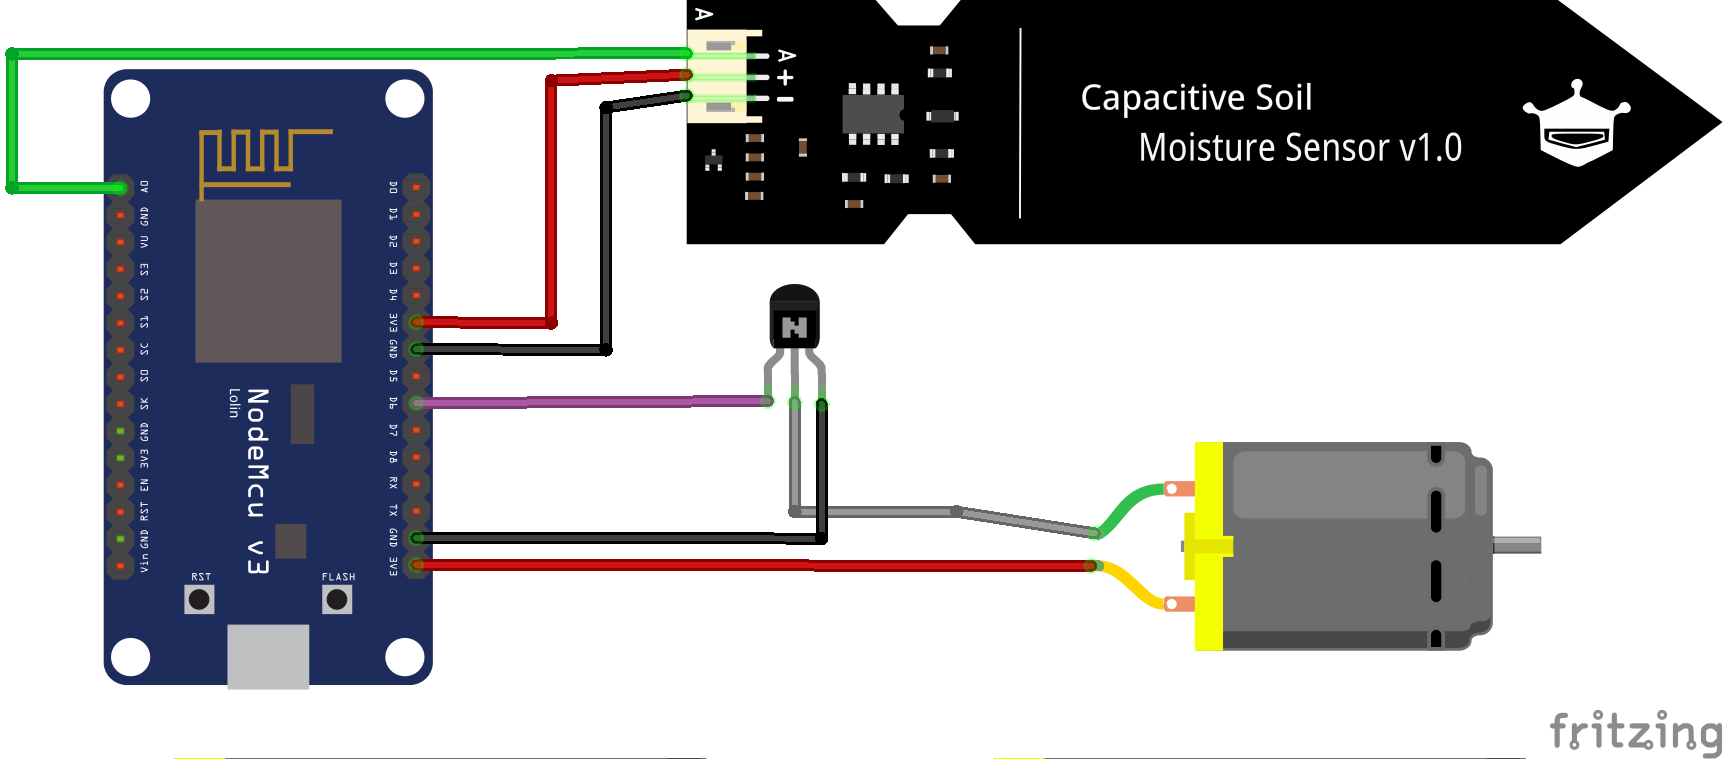 A
A
+
-
Capacitive Soil
Moisture Sensor v1.0
A0
GND
VU
S3
S2
S1
SC
S0
SK
GND
3V3
EN
RST
GND
Vin
D0
D1
D2
D3
D4
3V3
GND
D5
D6
D7
D8
RX
TX
GND
3V3
NodeMcu v3
Lolin
RST
FLASH
N
fritzing